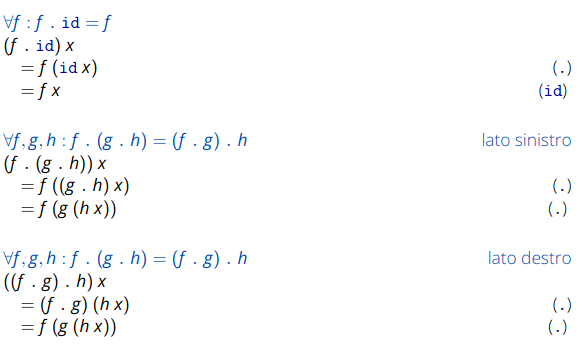 ∀f : f . id = f
(f . id) x
= f (id x) (.)
= f x (id)
∀f, g, h : f . (g . h) = (f . g) . h lato sinistro
(f . (g . h)) x
= f ((g . h) x) (.)
= f (g (h x)) (.)
∀f, g, h : f . (g . h) = (f . g) . h lato destro
((f . g) . h) x
= (f . g) (h x) (.)
= f (g (h x)) (.)